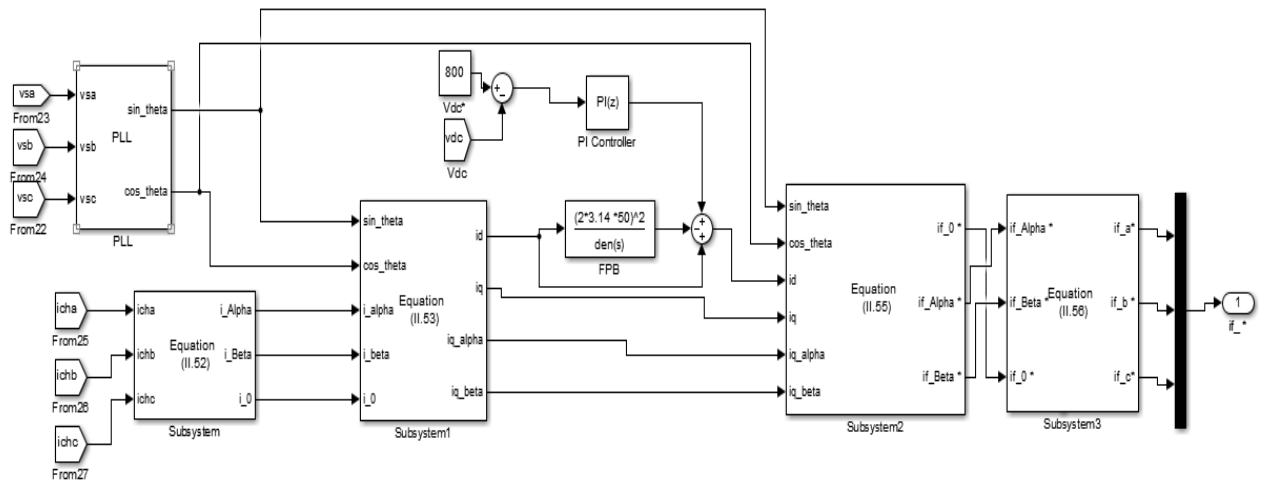 vsa
From23
vsb
From24
vsc
From22
vsa
vsb
vsc
PLL
sin_theta
cos_theta
PLL
800
Vdc*
vdc
Vdc
+
−
PI(z)
PI Controller
icha
From25
ichb
From26
ichc
From27
icha
ichb
ichc
Equation
(II.52)
i_Alpha
i_Beta
i_0
Subsystem
sin_theta
cos_theta
i_alpha
i_beta
i_0
Equation
(II.53)
id
iq
iq_alpha
iq_beta
Subsystem1
(2*3.14 *50)^2
den(s)
FPB
+
−
+
sin_theta
cos_theta
id
iq
iq_alpha
iq_beta
Equation
(II.55)
if_0 *
if_Alpha *
if_Beta *
Subsystem2
if_Alpha *
if_Beta *
if_0 *
Equation
(II.56)
if_a*
if_b *
if_c*
Subsystem3
1
if_ *